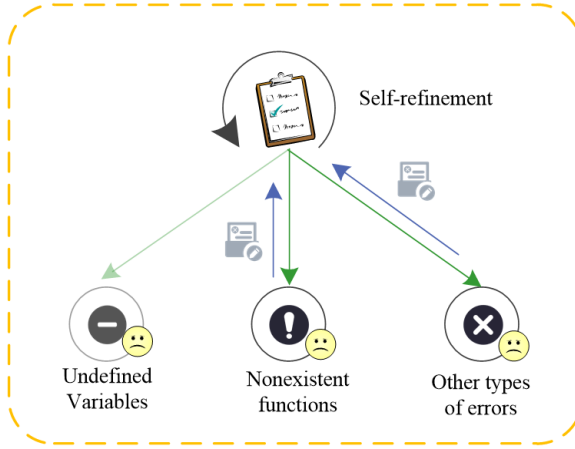 Self-refinement
Undefined
Variables
Nonexistent
functions
Other types
of errors